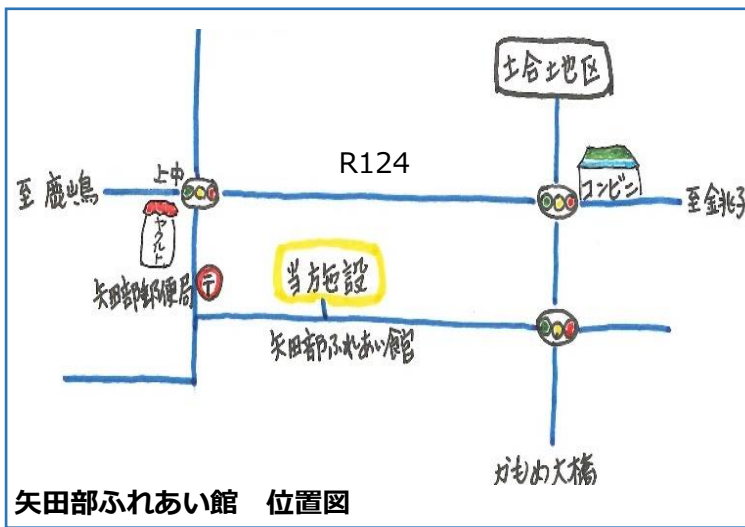 土合土地区
R124
上中
至鹿嶋
コンビニ
至銚子
ヤクルト
矢田部郵便局
〒
当方施設
矢田部ふれあい館
かもめ大橋
矢田部ふれあい館 位置図